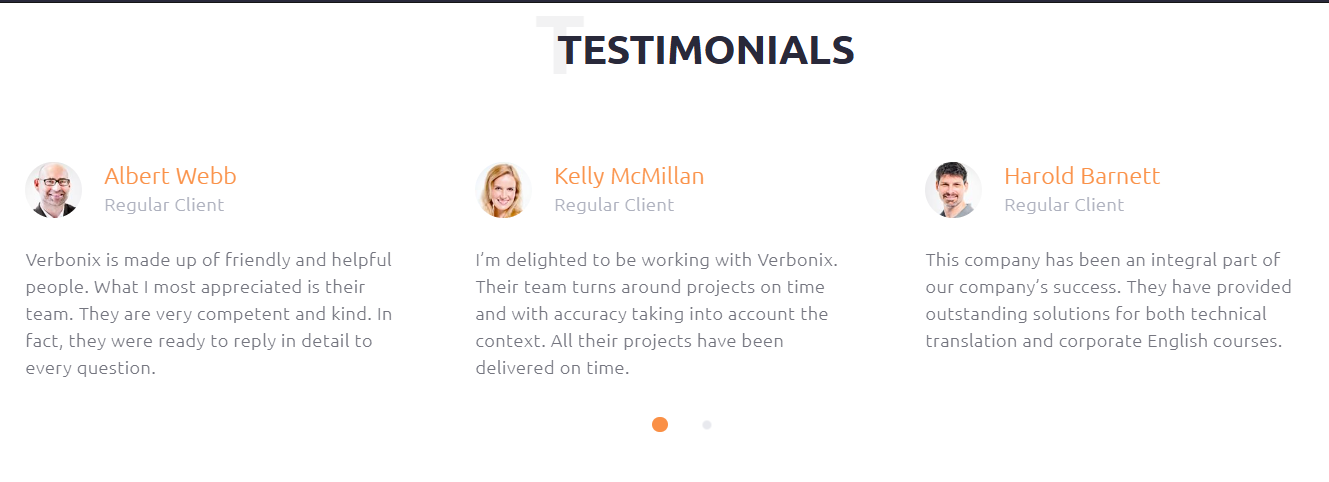 TESTIMONIALS
Albert Webb
Regular Client
Verbonix is made up of friendly and helpful
people. What I most appreciated is their
team. They are very competent and kind. In
fact, they were ready to reply in detail to
every question.
Kelly McMillan
Regular Client
I’m delighted to be working with Verbonix.
Their team turns around projects on time
and with accuracy taking into account the
context. All their projects have been
delivered on time.
Harold Barnett
Regular Client
This company has been an integral part of
our company’s success. They have provided
outstanding solutions for both technical
translation and corporate English courses.